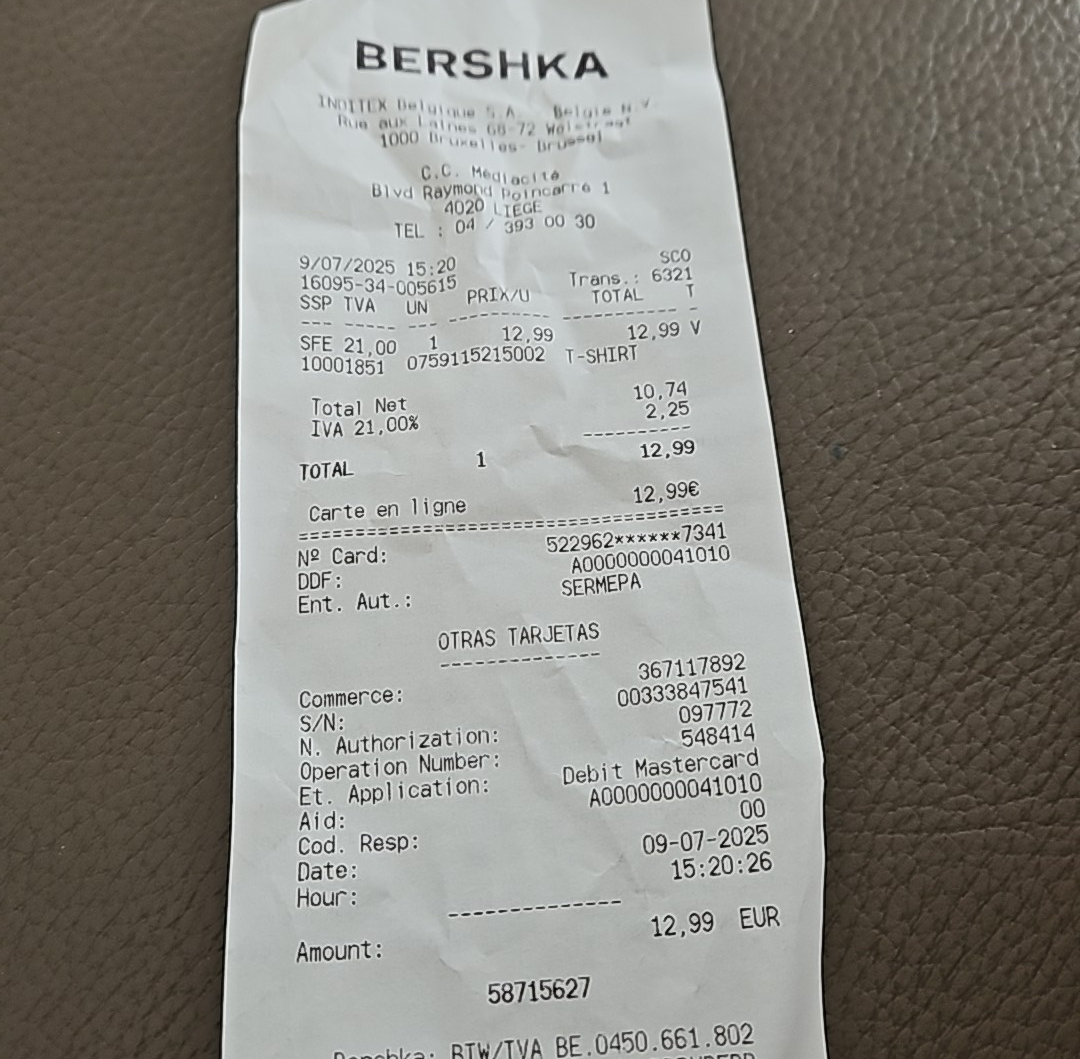 BERSHKA
INDITEX Belgique S.A. Belgie N.V.
Rue aux Laines 68-72 Wolstraat
1000 Bruxelles- Brussel
C.C. Médiacité
Blvd Raymond Poincarré 1
4020 LIEGE
TEL : 04 / 393 00 30
9/07/2025 15:20 SCO
16095-34-005615 Trans.: 6321
SSP TVA UN PRIX/U TOTAL T
SFE 21,00 1 12,99 12,99 V
10001851 0759115215002 T-SHIRT
Total Net 10,74
IVA 21,00% 2,25
TOTAL 1 12,99
Carte en ligne 12,99€
Nº Card: 522962******7341
DDF: A0000000041010
Ent. Aut.: SERMEPA
OTRAS TARJETAS
Commerce: 367117892
S/N: 00333847541
N. Authorization: 097772
Operation Number: 548414
Et. Application: Debit Mastercard
Aid: A0000000041010
Cod. Resp: 00
Date: 09-07-2025
Hour: 15:20:26
Amount: 12,99 EUR
58715627
BTW/TVA BE.0450.661.802